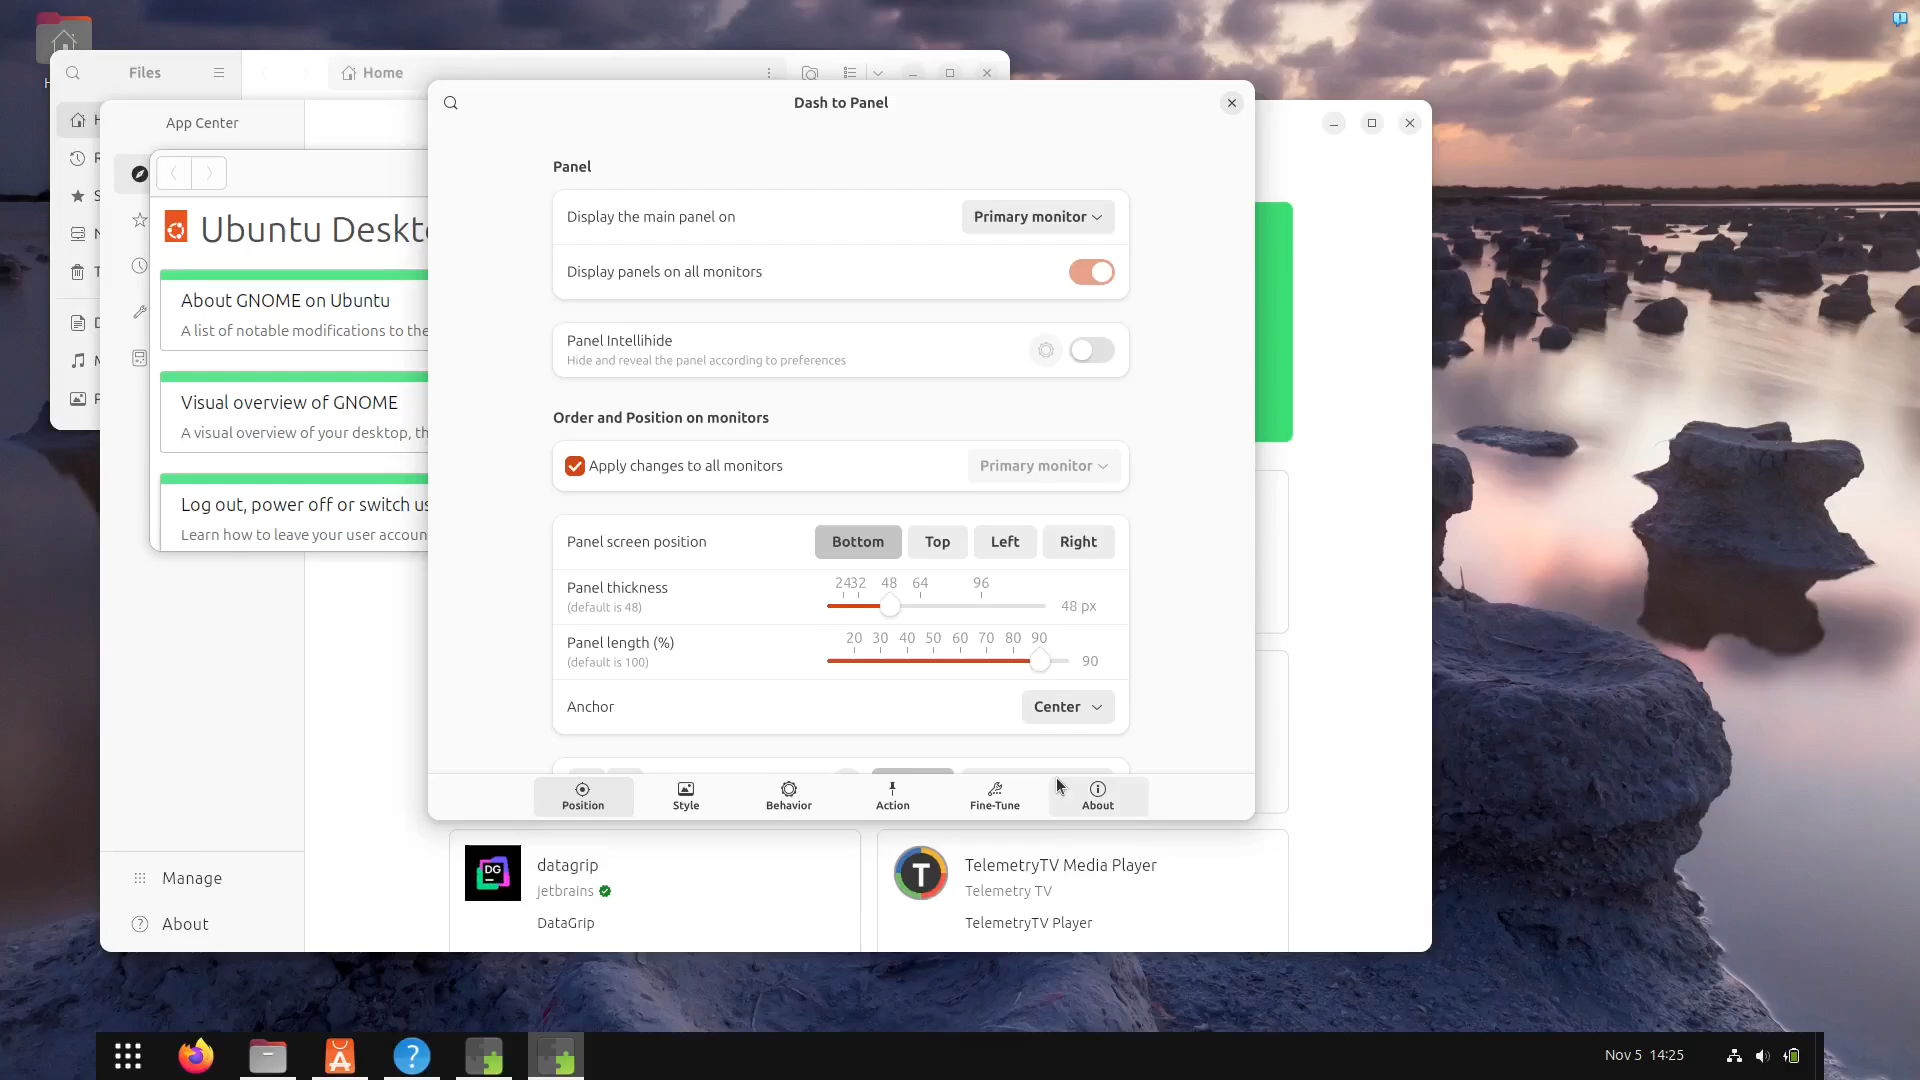 Files
Home
App Center
Dash to Panel
Ubuntu Deskt
About GNOME on Ubuntu
A list of notable modifications to the
Visual overview of GNOME
A visual overview of your desktop, th
Log out, power off or switch us
Learn how to leave your user accoun
Panel
Display the main panel on
Primary monitor
Display panels on all monitors
Panel Intellihide
Hide and reveal the panel according to preferences
Order and Position on monitors
Apply changes to all monitors
Primary monitor
Panel screen position
Bottom
Top
Left
Right
Panel thickness
(default is 48)
24 32 48 64 96
48 px
Panel length (%)
(default is 100)
20 30 40 50 60 70 80 90
90
Anchor
Center
Position
Style
Behavior
Action
Fine-Tune
About
Manage
About
DG
datagrip
jetbrains
DataGrip
T
TelemetryTV Media Player
Telemetry TV
TelemetryTV Player
Nov 5 14:25